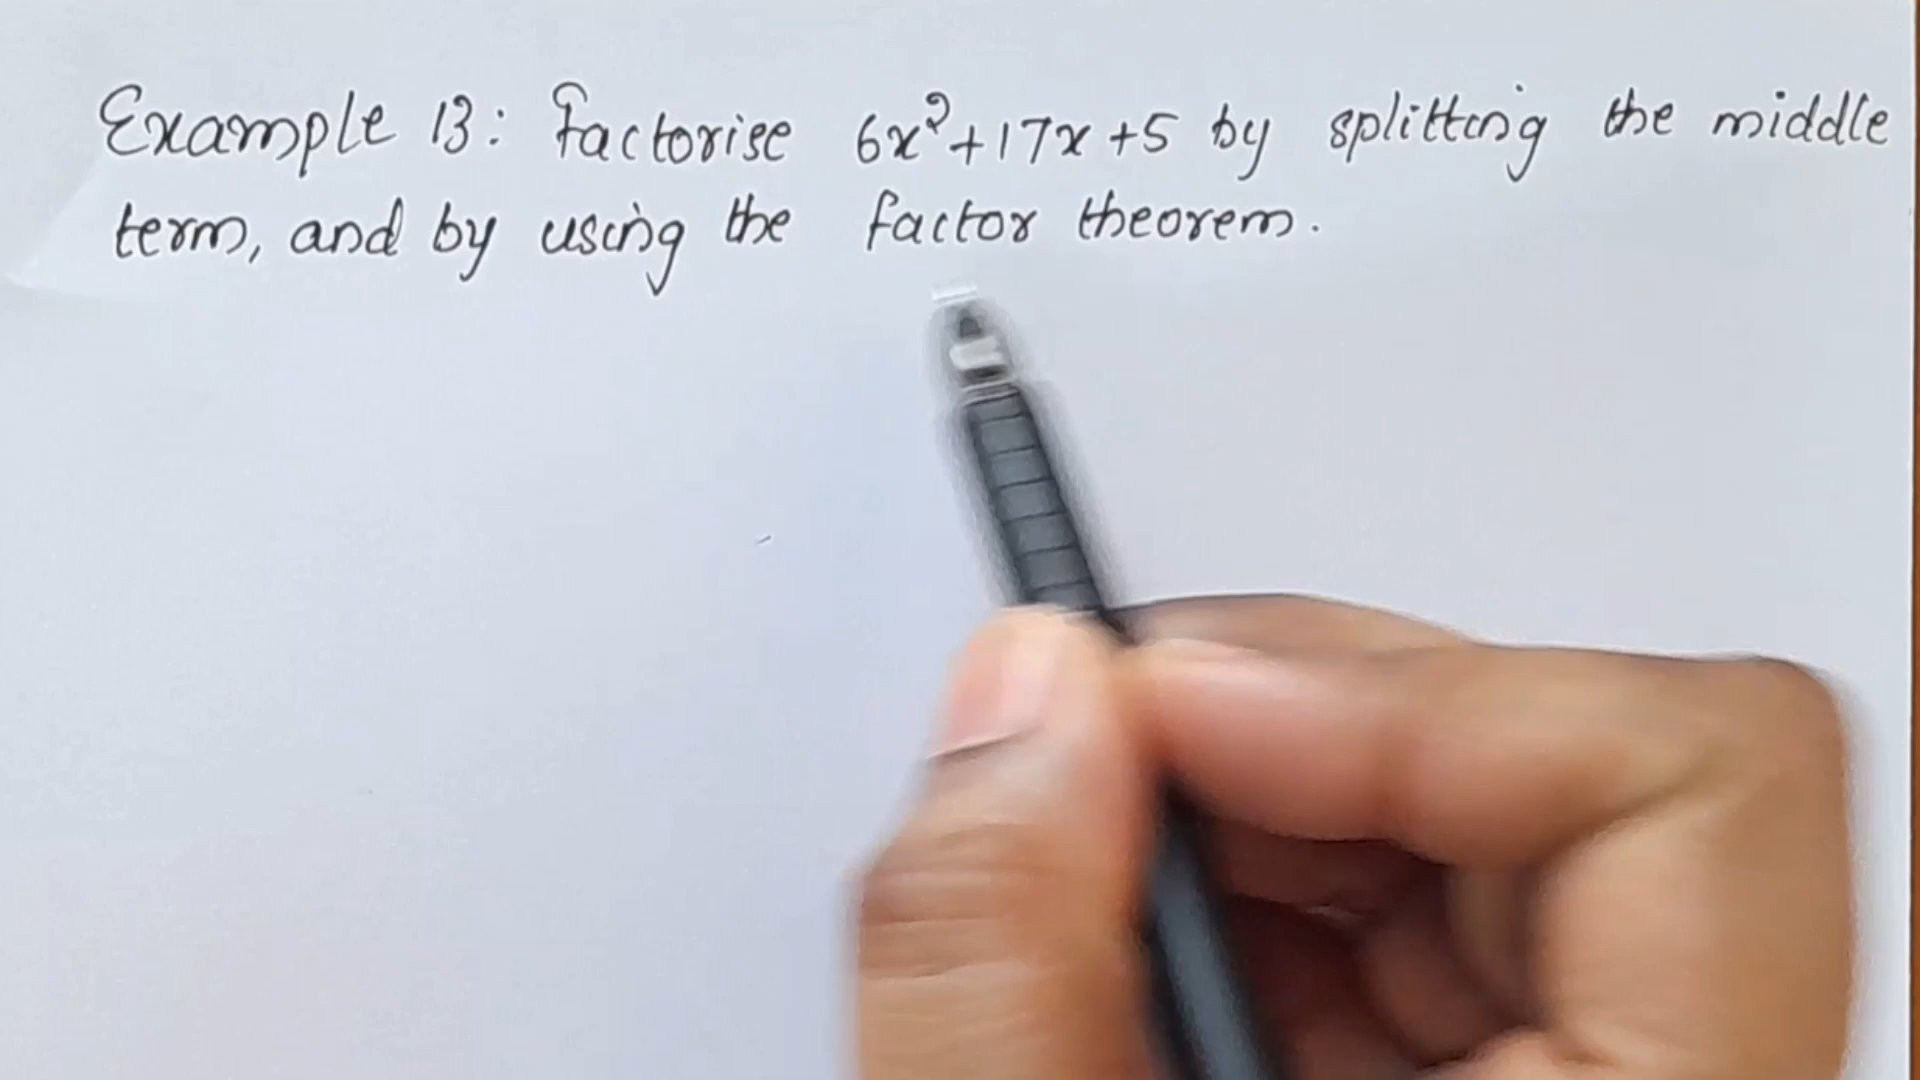 Example 13: Factorise 6x²+17x+5 by splitting the middle
term, and by using the factor theorem.